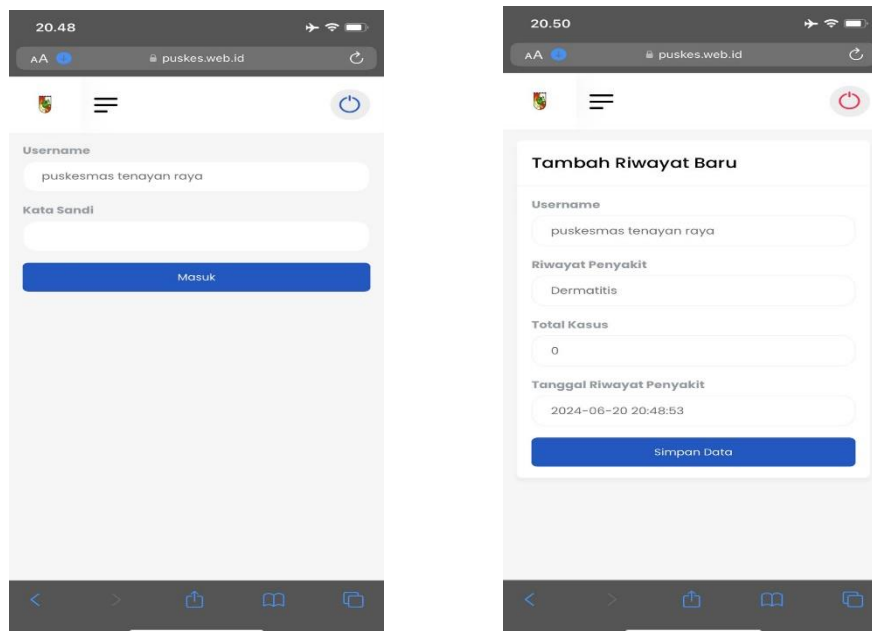 20.48
AA puskes.web.id
Username
puskesmas tenayan raya
Kata Sandi
Masuk
20.50
AA puskes.web.id
Tambah Riwayat Baru
Username
puskesmas tenayan raya
Riwayat Penyakit
Dermatitis
Total Kasus
0
Tanggal Riwayat Penyakit
2024-06-20 20:48:53
Simpan Data